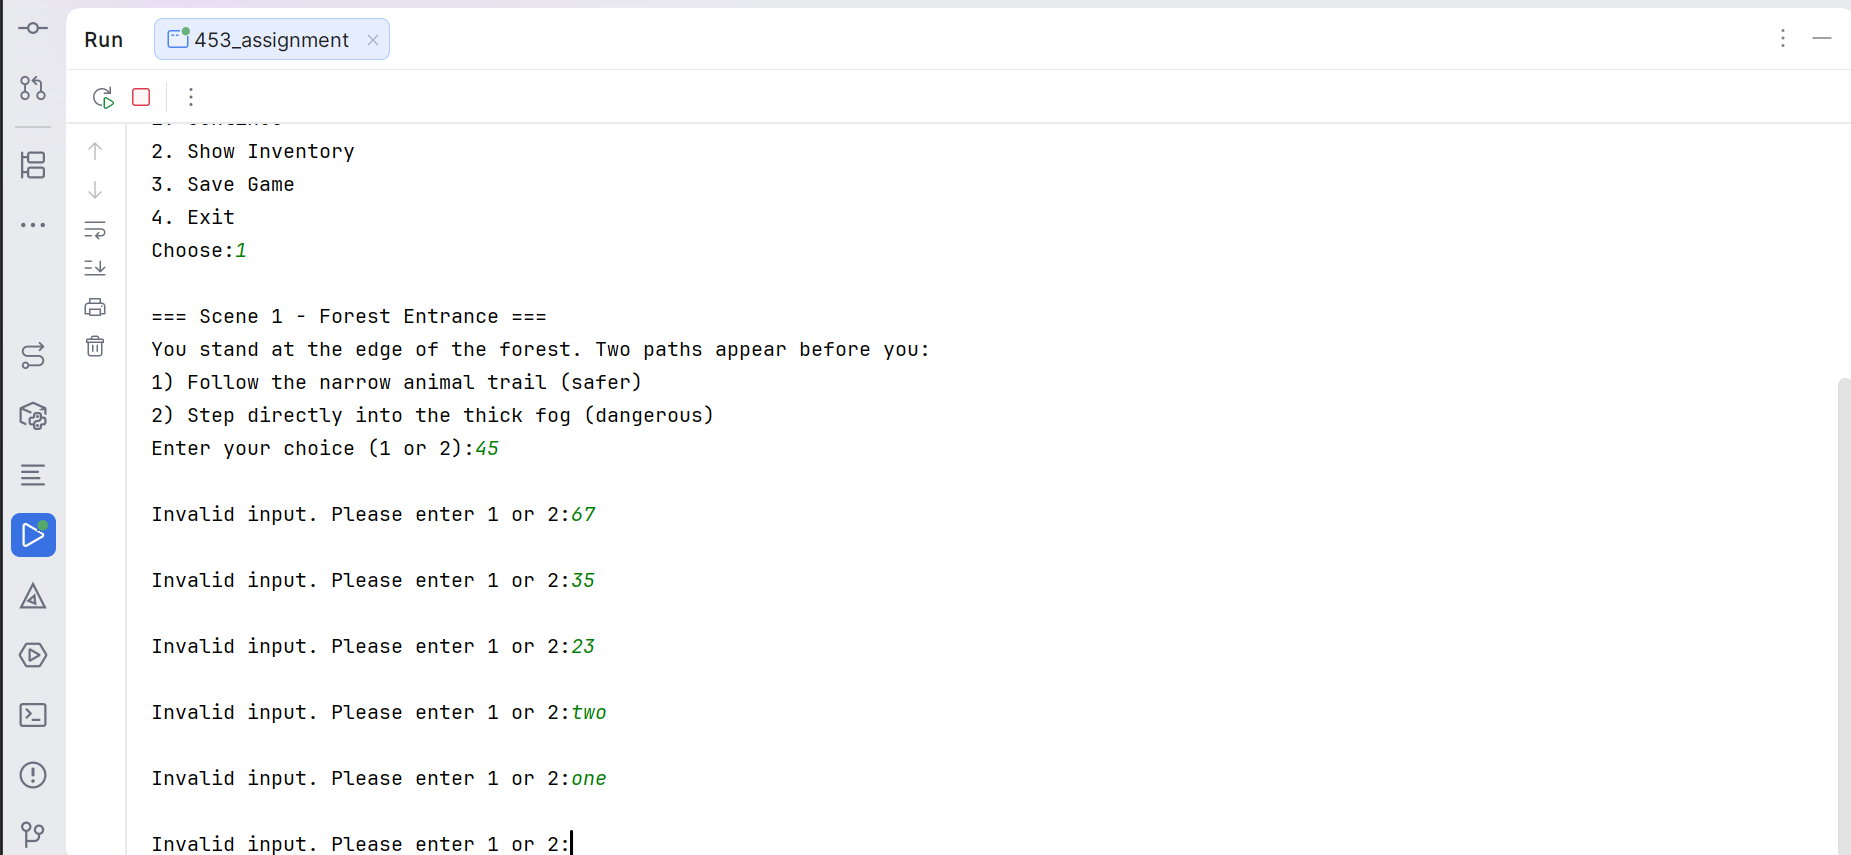 Run
453_assignment
2. Show Inventory
3. Save Game
4. Exit
Choose:1
=== Scene 1 - Forest Entrance ===
You stand at the edge of the forest. Two paths appear before you:
1) Follow the narrow animal trail (safer)
2) Step directly into the thick fog (dangerous)
Enter your choice (1 or 2):45
Invalid input. Please enter 1 or 2:67
Invalid input. Please enter 1 or 2:35
Invalid input. Please enter 1 or 2:23
Invalid input. Please enter 1 or 2:two
Invalid input. Please enter 1 or 2:one
Invalid input. Please enter 1 or 2: